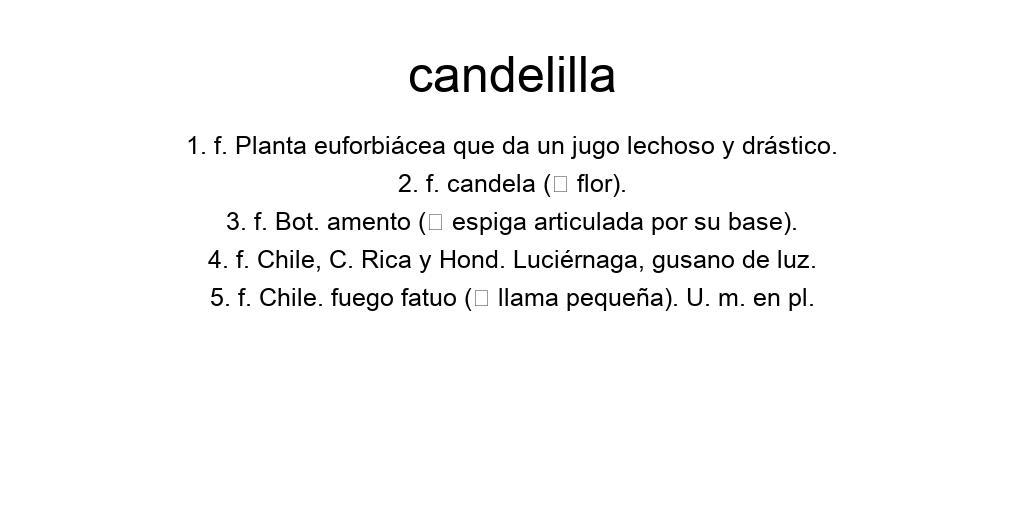 candelilla
1. f. Planta euforbiácea que da un jugo lechoso y drástico.
2. f. candela (▯ flor).
3. f. Bot. amento (▯ espiga articulada por su base).
4. f. Chile, C. Rica y Hond. Luciérnaga, gusano de luz.
5. f. Chile. fuego fatuo (▯ llama pequeña). U. m. en pl.